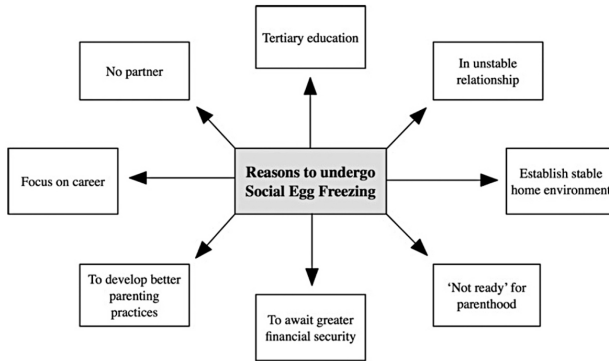 Tertiary education
No partner
In unstable
relationship
Focus on career
Reasons to undergo
Social Egg Freezing
Establish stable
home environment
To develop better
parenting
practices
To await greater
financial security
‘Not ready’ for
parenthood